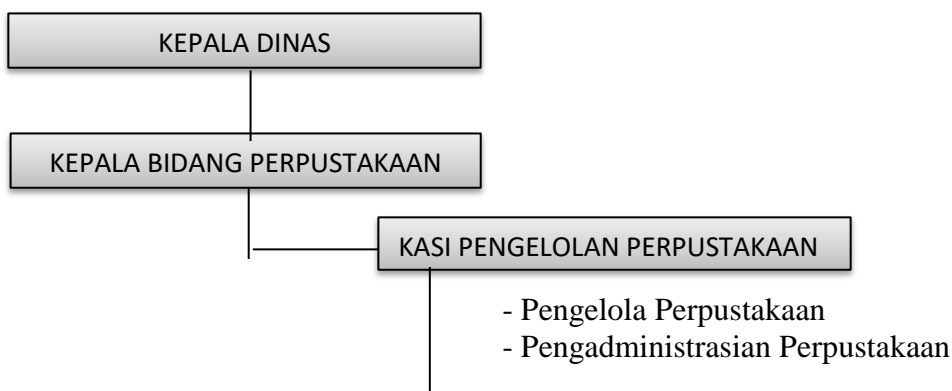 KEPALA DINAS
KEPALA BIDANG PERPUSTAKAAN
KASI PENGELOLAN PERPUSTAKAAN
- Pengelola Perpustakaan
- Pengadministrasian Perpustakaan